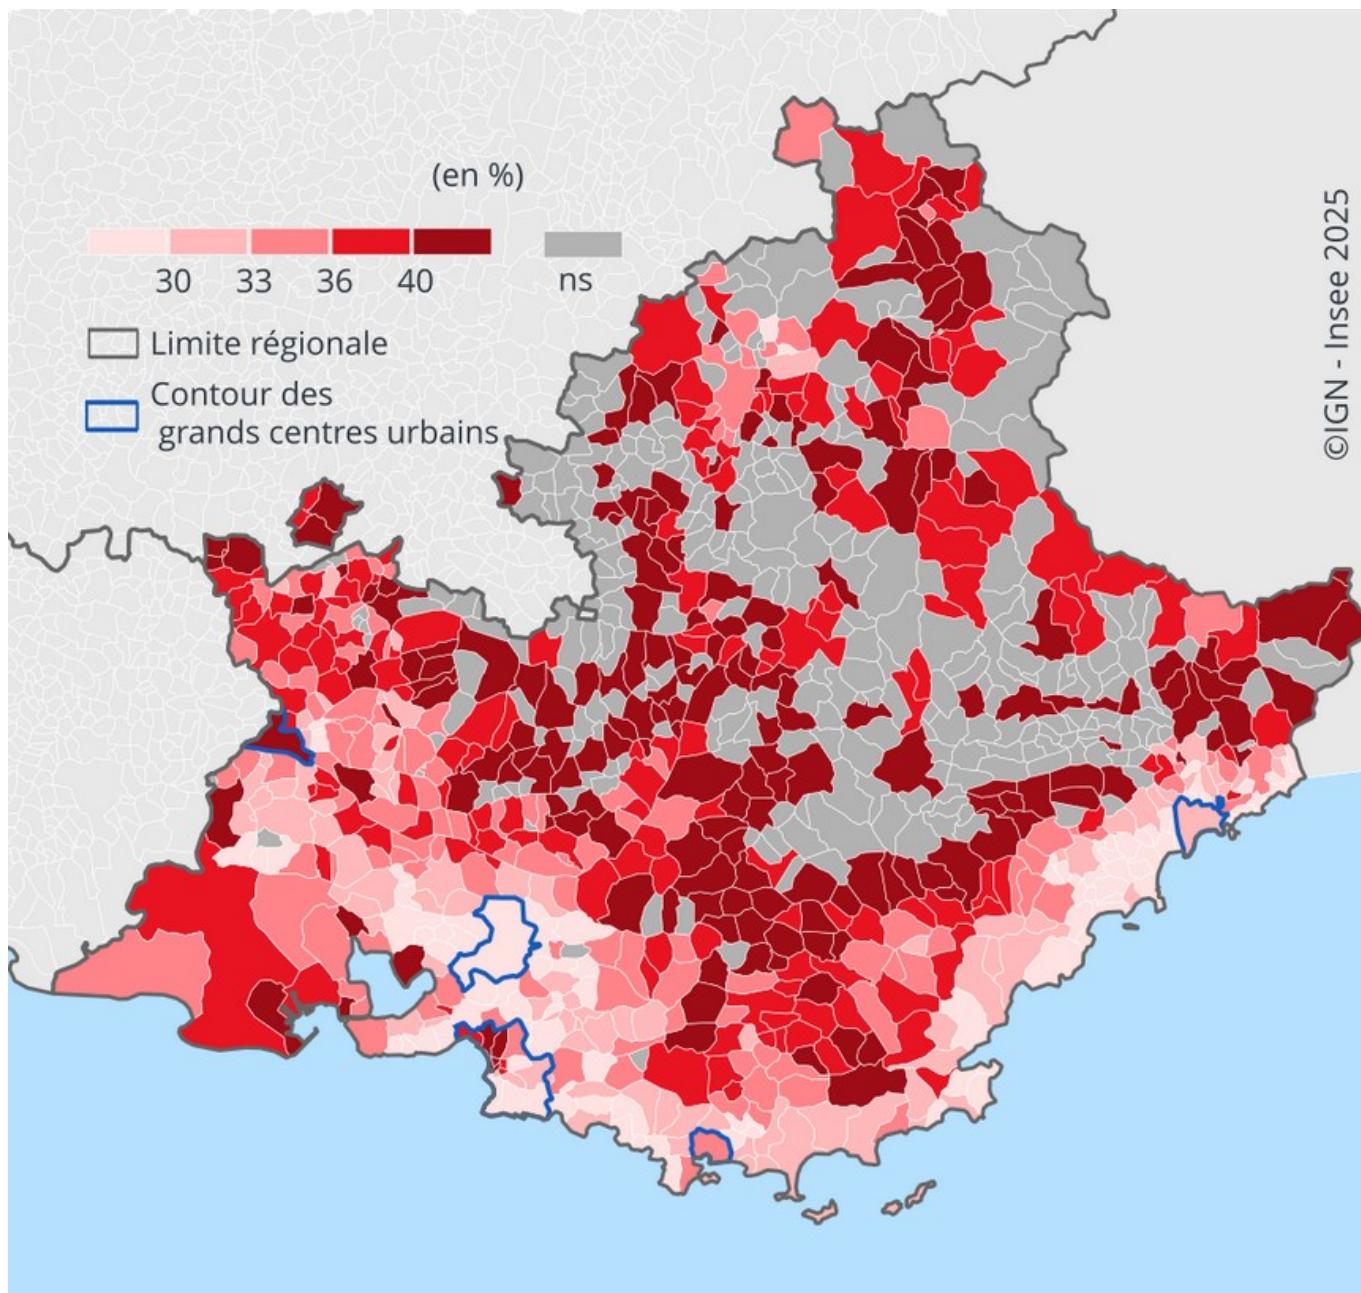 (en %)
30 33 36 40 ns
Limite régionale
Contour des
grands centres urbains
©IGN - Insee 2025